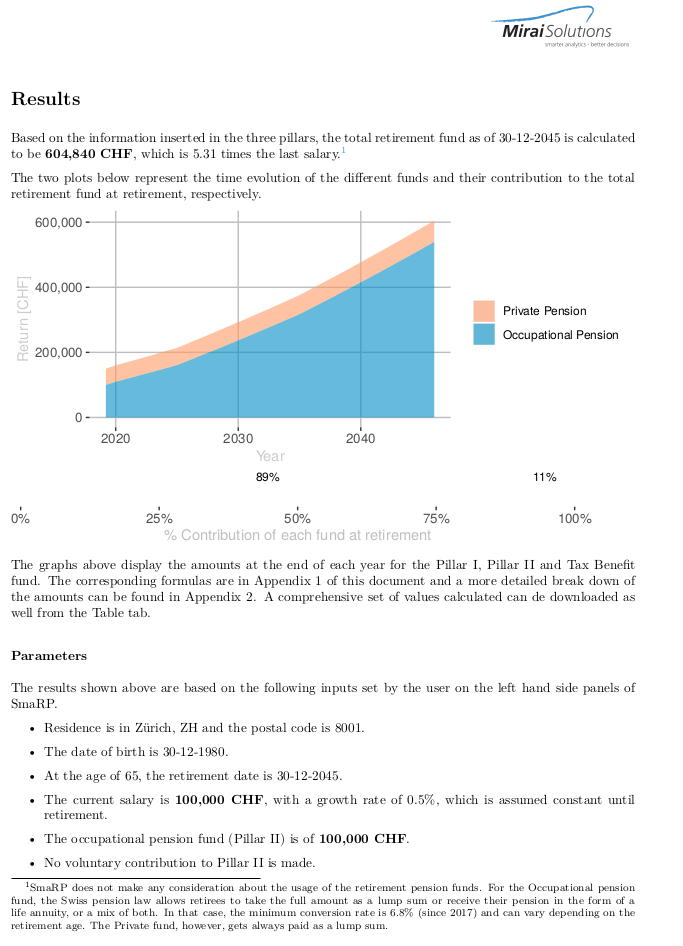 MiraiSolutions
smarter analytics - better decisions
Results
Based on the information inserted in the three pillars, the total retirement fund as of 30-12-2045 is calculated
to be 604,840 CHF, which is 5.31 times the last salary.1
The two plots below represent the time evolution of the different funds and their contribution to the total
retirement fund at retirement, respectively.
600,000
400,000
200,000
0
Return [CHF]
2020 2030 2040
Year
Private Pension
Occupational Pension
89% 11%
0% 25% 50% 75% 100%
% Contribution of each fund at retirement
The graphs above display the amounts at the end of each year for the Pillar I, Pillar II and Tax Benefit
fund. The corresponding formulas are in Appendix 1 of this document and a more detailed break down of
the amounts can be found in Appendix 2. A comprehensive set of values calculated can de downloaded as
well from the Table tab.
Parameters
The results shown above are based on the following inputs set by the user on the left hand side panels of
SmaRP.
• Residence is in Zürich, ZH and the postal code is 8001.
• The date of birth is 30-12-1980.
• At the age of 65, the retirement date is 30-12-2045.
• The current salary is 100,000 CHF, with a growth rate of 0.5%, which is assumed constant until
retirement.
• The occupational pension fund (Pillar II) is of 100,000 CHF.
• No voluntary contribution to Pillar II is made.
1SmaRP does not make any consideration about the usage of the retirement pension funds. For the Occupational pension
fund, the Swiss pension law allows retirees to take the full amount as a lump sum or receive their pension in the form of a
life annuity, or a mix of both. In that case, the minimum conversion rate is 6.8% (since 2017) and can vary depending on the
retirement age. The Private fund, however, gets always paid as a lump sum.